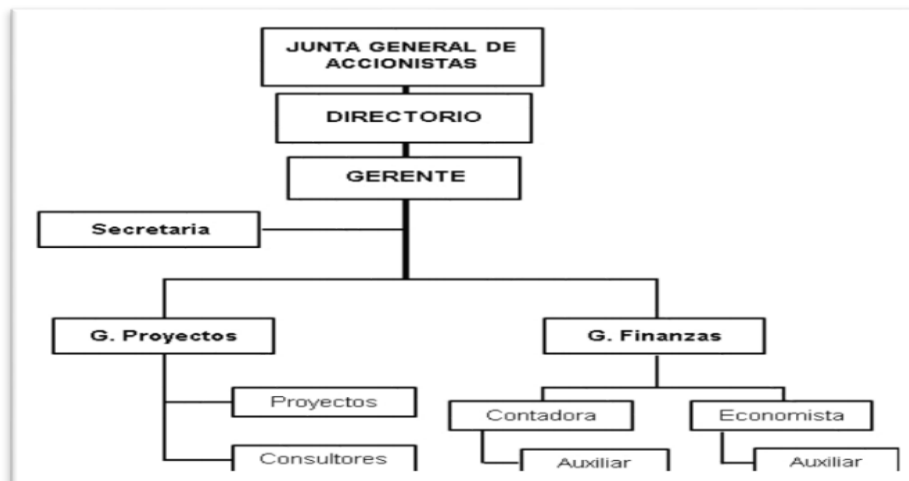 JUNTA GENERAL DE
ACCIONISTAS
DIRECTORIO
GERENTE
Secretaria
G. Proyectos
G. Finanzas
Proyectos
Contadora
Economista
Consultores
Auxiliar
Auxiliar